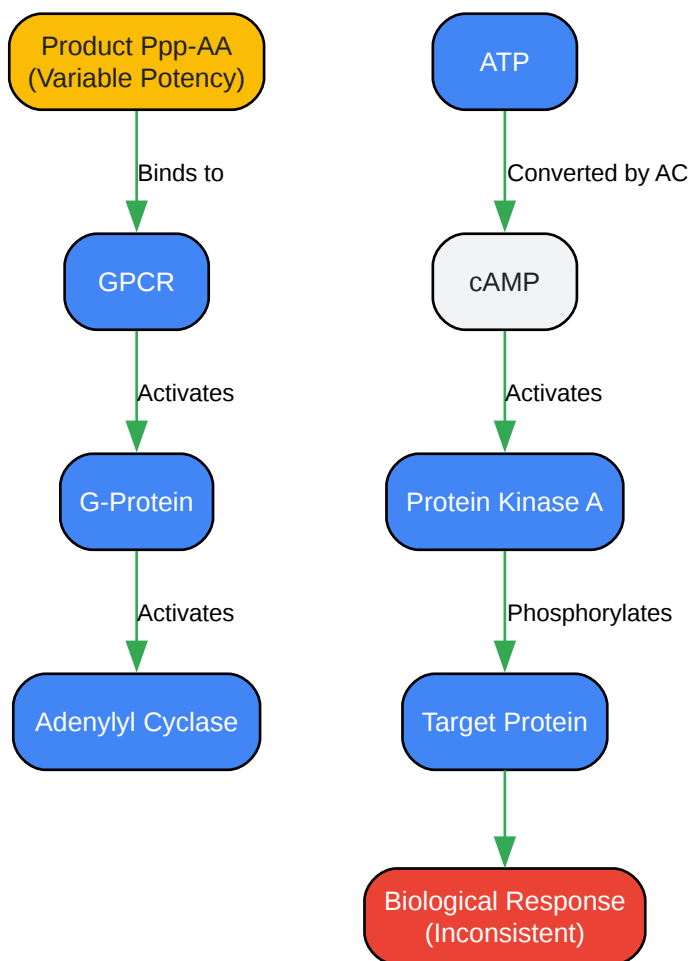 Product Ppp-AA
(Variable Potency)
Binds to
GPCR
Activates
G-Protein
Activates
Adenylyl Cyclase
ATP
Converted by AC
cAMP
Activates
Protein Kinase A
Phosphorylates
Target Protein
Biological Response
(Inconsistent)